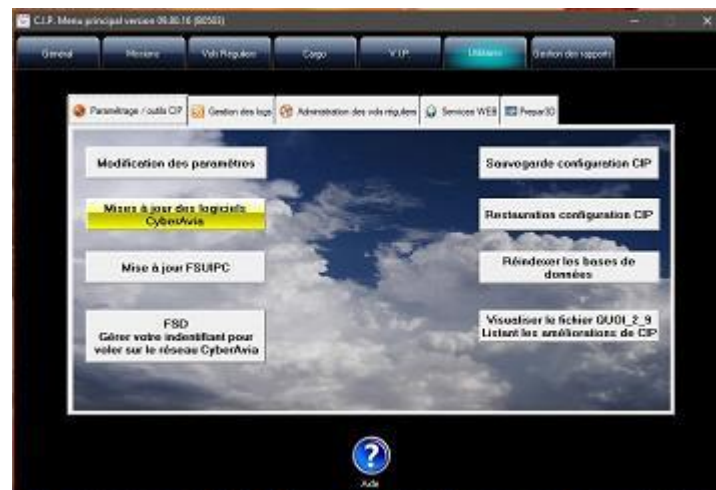 C.I.P. Menu principal version 09.80.16 (80503)
Général Missions Vols Réguliers Cargo V.I.P. Utilitaires Gestion des rapports
Paramétrage / outils CIP Gestion des logs Administration des vols réguliers Services WEB Prepar3D
Modification des paramètres
Sauvegarde configuration CIP
Mises à jour des logiciels
CyberAvia
Restauration configuration CIP
Mise à jour FSUIPC
Réindexer les bases de
données
FSD
Gérer votre indentifiant pour
voler sur le réseau CyberAvia
Visualiser le fichier QUOI_2_9
Listant les améliorations de CIP
Aide